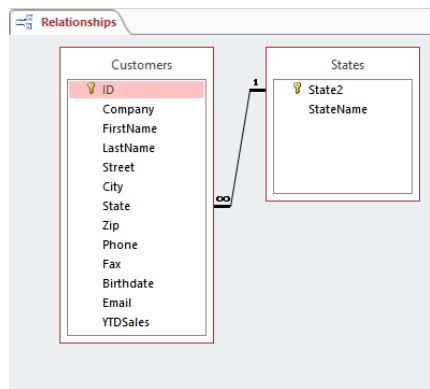 Relationships
Customers
ID
Company
FirstName
LastName
Street
City
State
Zip
Phone
Fax
Birthdate
Email
YTDSales
1
∞
States
State2
StateName